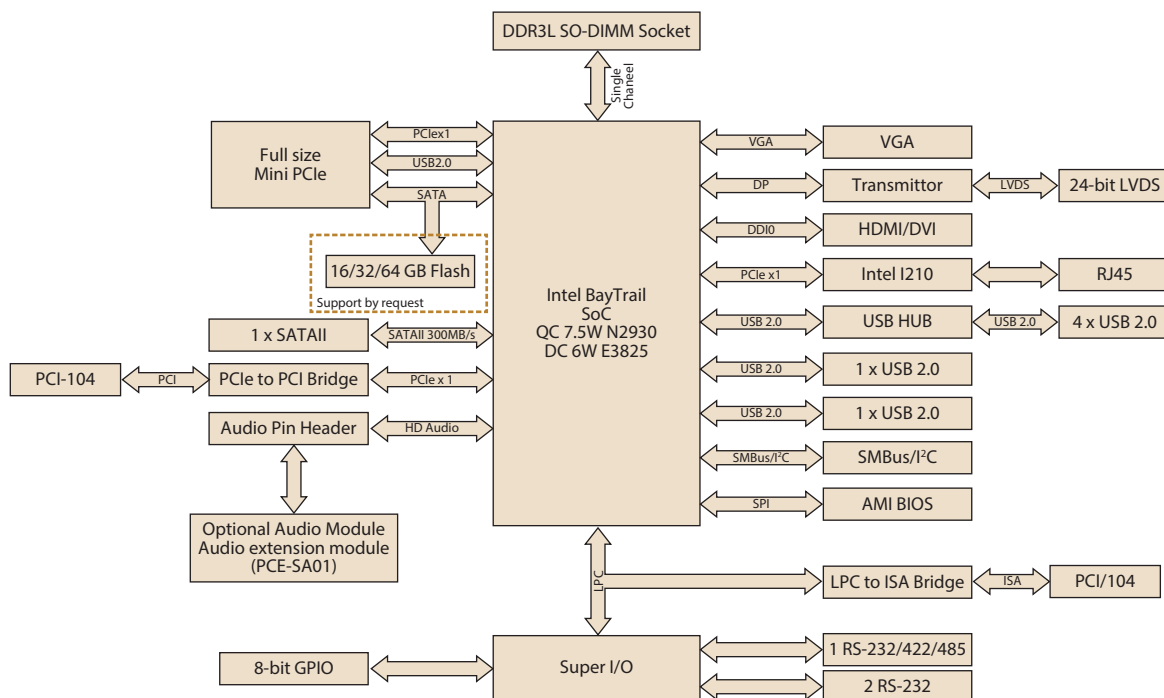 DDR3L SO-DIMM Socket
Single
Chaneel
Full size
Mini PCIe
PCIex1
USB2.0
SATA
16/32/64 GB Flash
Support by request
1 x SATAII
SATAII 300MB/s
PCI-104
PCI
PCIe to PCI Bridge
PCIe x 1
Audio Pin Header
HD Audio
Optional Audio Module
Audio extension module
(PCE-SA01)
Intel BayTrail
SoC
QC 7.5W N2930
DC 6W E3825
VGA
VGA
DP
Transmittor
LVDS
24-bit LVDS
DDI0
HDMI/DVI
PCIe x1
Intel I210
RJ45
USB 2.0
USB HUB
USB 2.0
4 x USB 2.0
USB 2.0
1 x USB 2.0
USB 2.0
1 x USB 2.0
SMBus/I²C
SMBus/I²C
SPI
AMI BIOS
LPC
LPC to ISA Bridge
ISA
PCI/104
8-bit GPIO
Super I/O
1 RS-232/422/485
2 RS-232